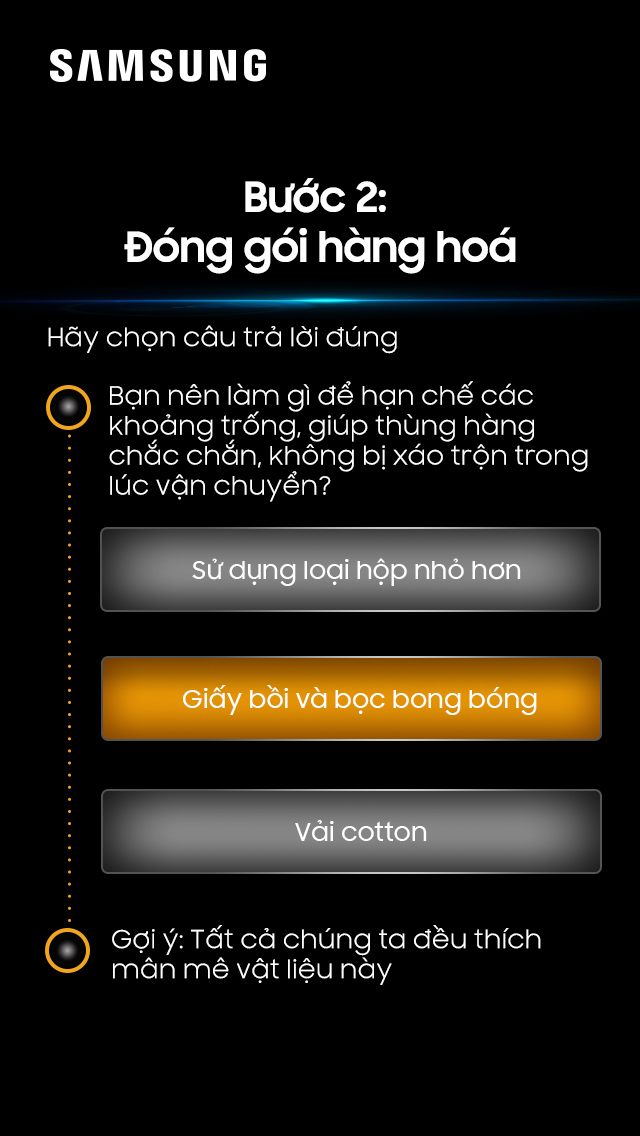 SAMSUNG
Bước 2:
Đóng gói hàng hoá
Hãy chọn câu trả lời đúng
Bạn nên làm gì để hạn chế các
khoảng trống, giúp thùng hàng
chắc chắn, không bị xáo trộn trong
lúc vận chuyển?
Sử dụng loại hộp nhỏ hơn
Giấy bồi và bọc bong bóng
Vải cotton
Gợi ý: Tất cả chúng ta đều thích
mân mê vật liệu này